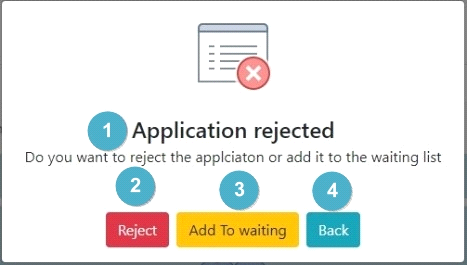 1 Application rejected
Do you want to reject the applciaton or add it to the waiting list
2 3 4
Reject Add To waiting Back